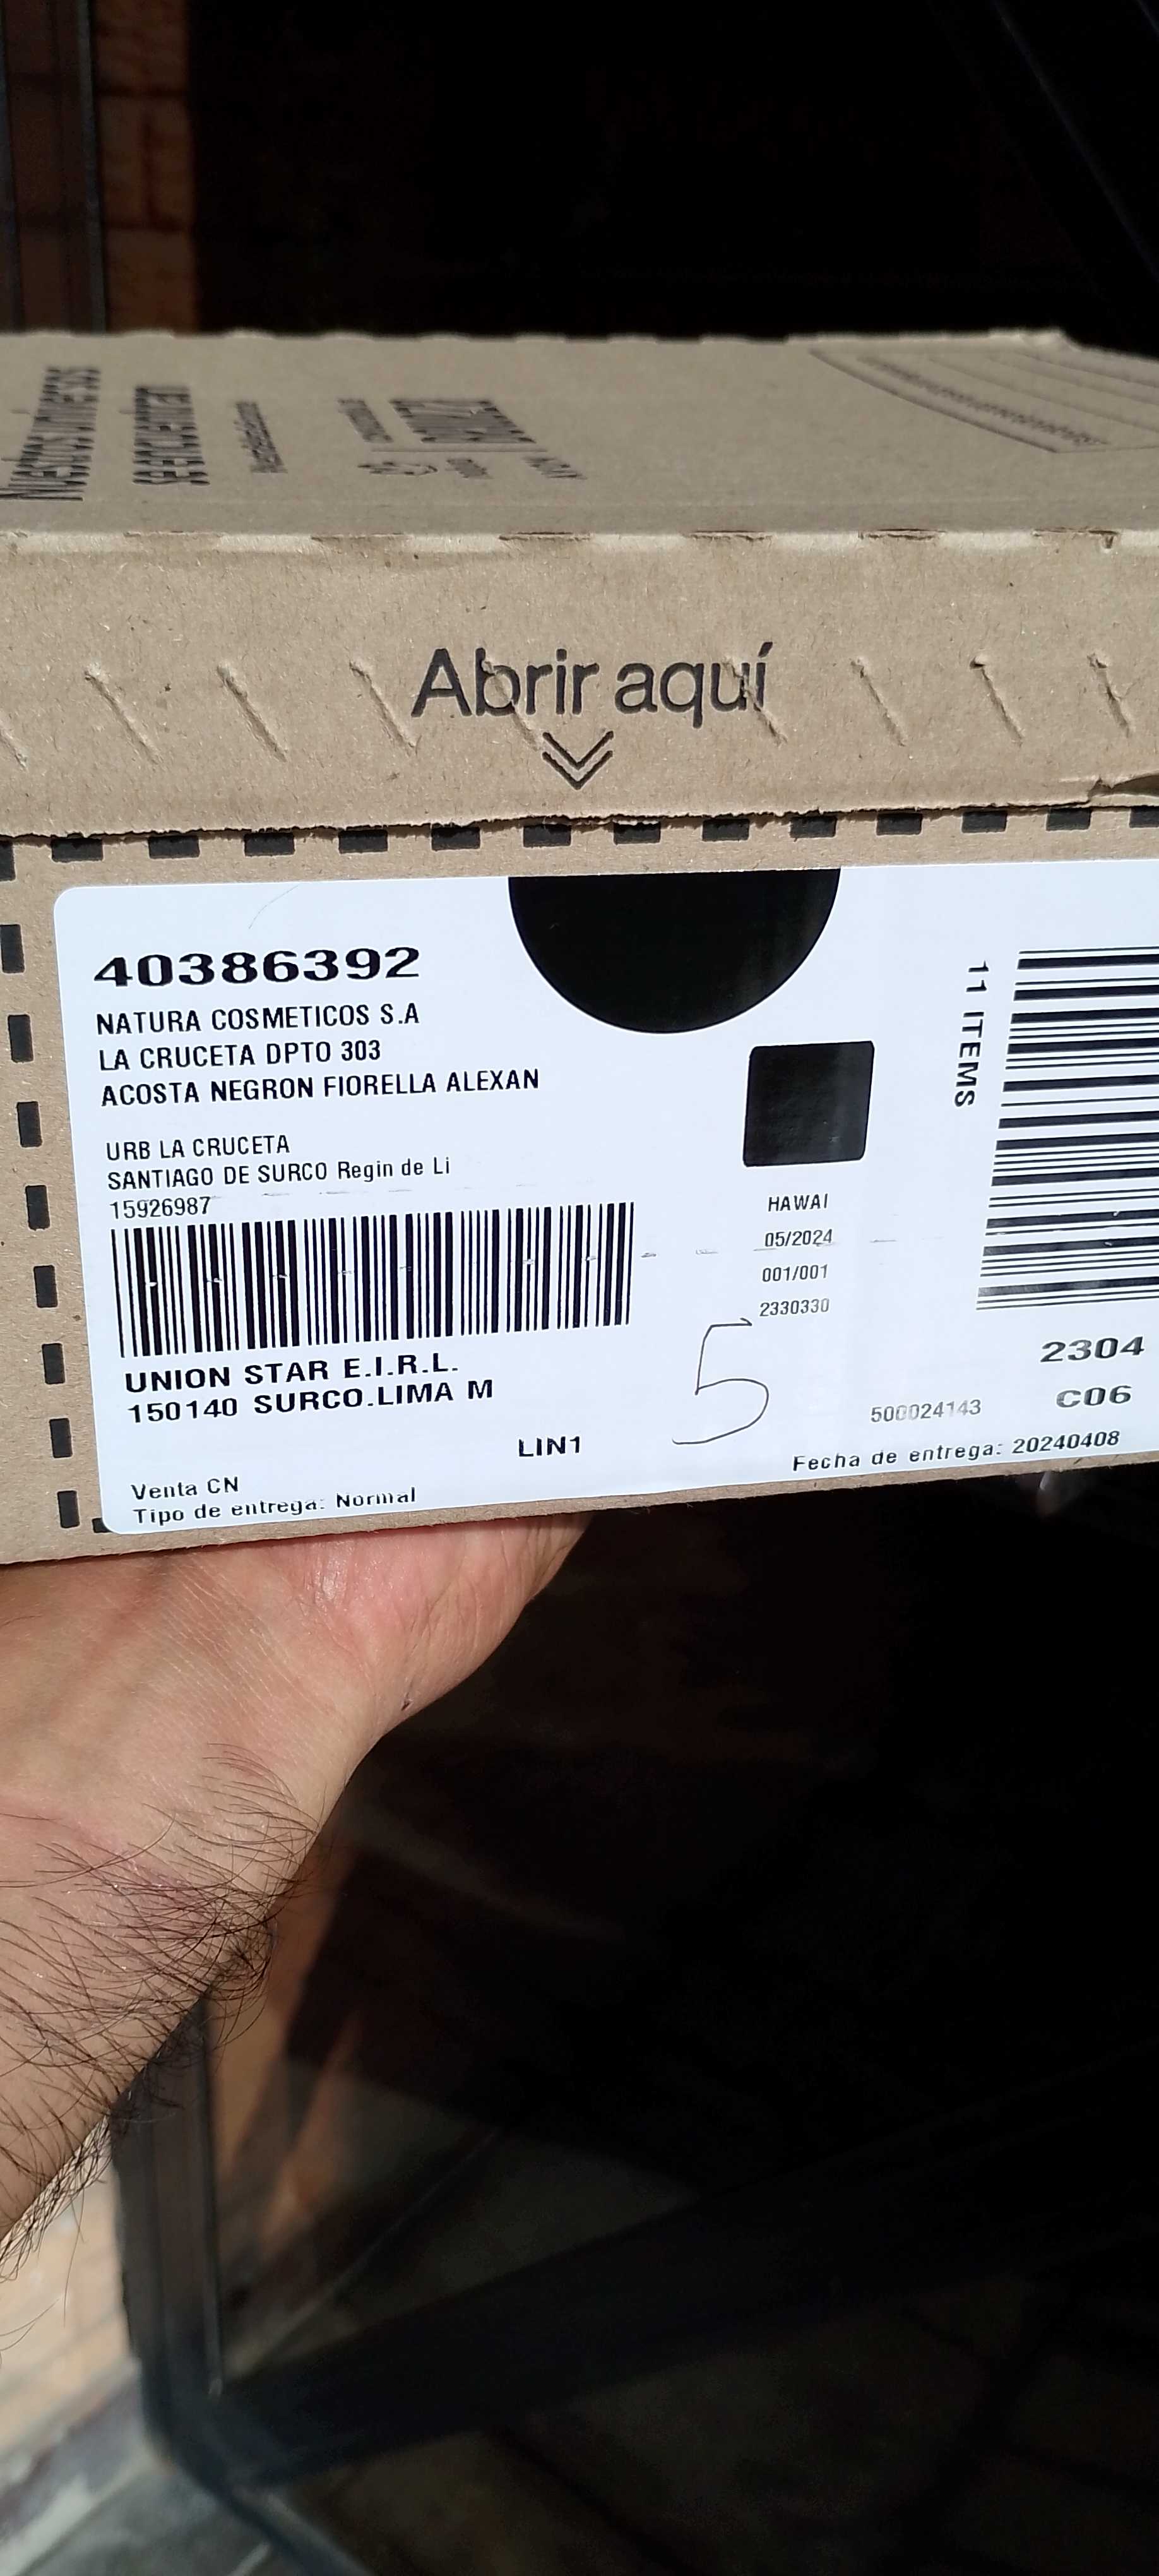 Abrir aquí
40386392
NATURA COSMETICOS S.A
LA CRUCETA DPTO 303
ACOSTA NEGRON FIORELLA ALEXAN
URB LA CRUCETA
SANTIAGO DE SURCO Regin de Li
15926987
UNION STAR E.I.R.L.
150140 SURCO.LIMA M
LIN1
Venta CN
Tipo de entrega: Normal
HAWAI
05/2024
001/001
2330330
5
11 ITEMS
2304
C06
500024143
Fecha de entrega: 20240408